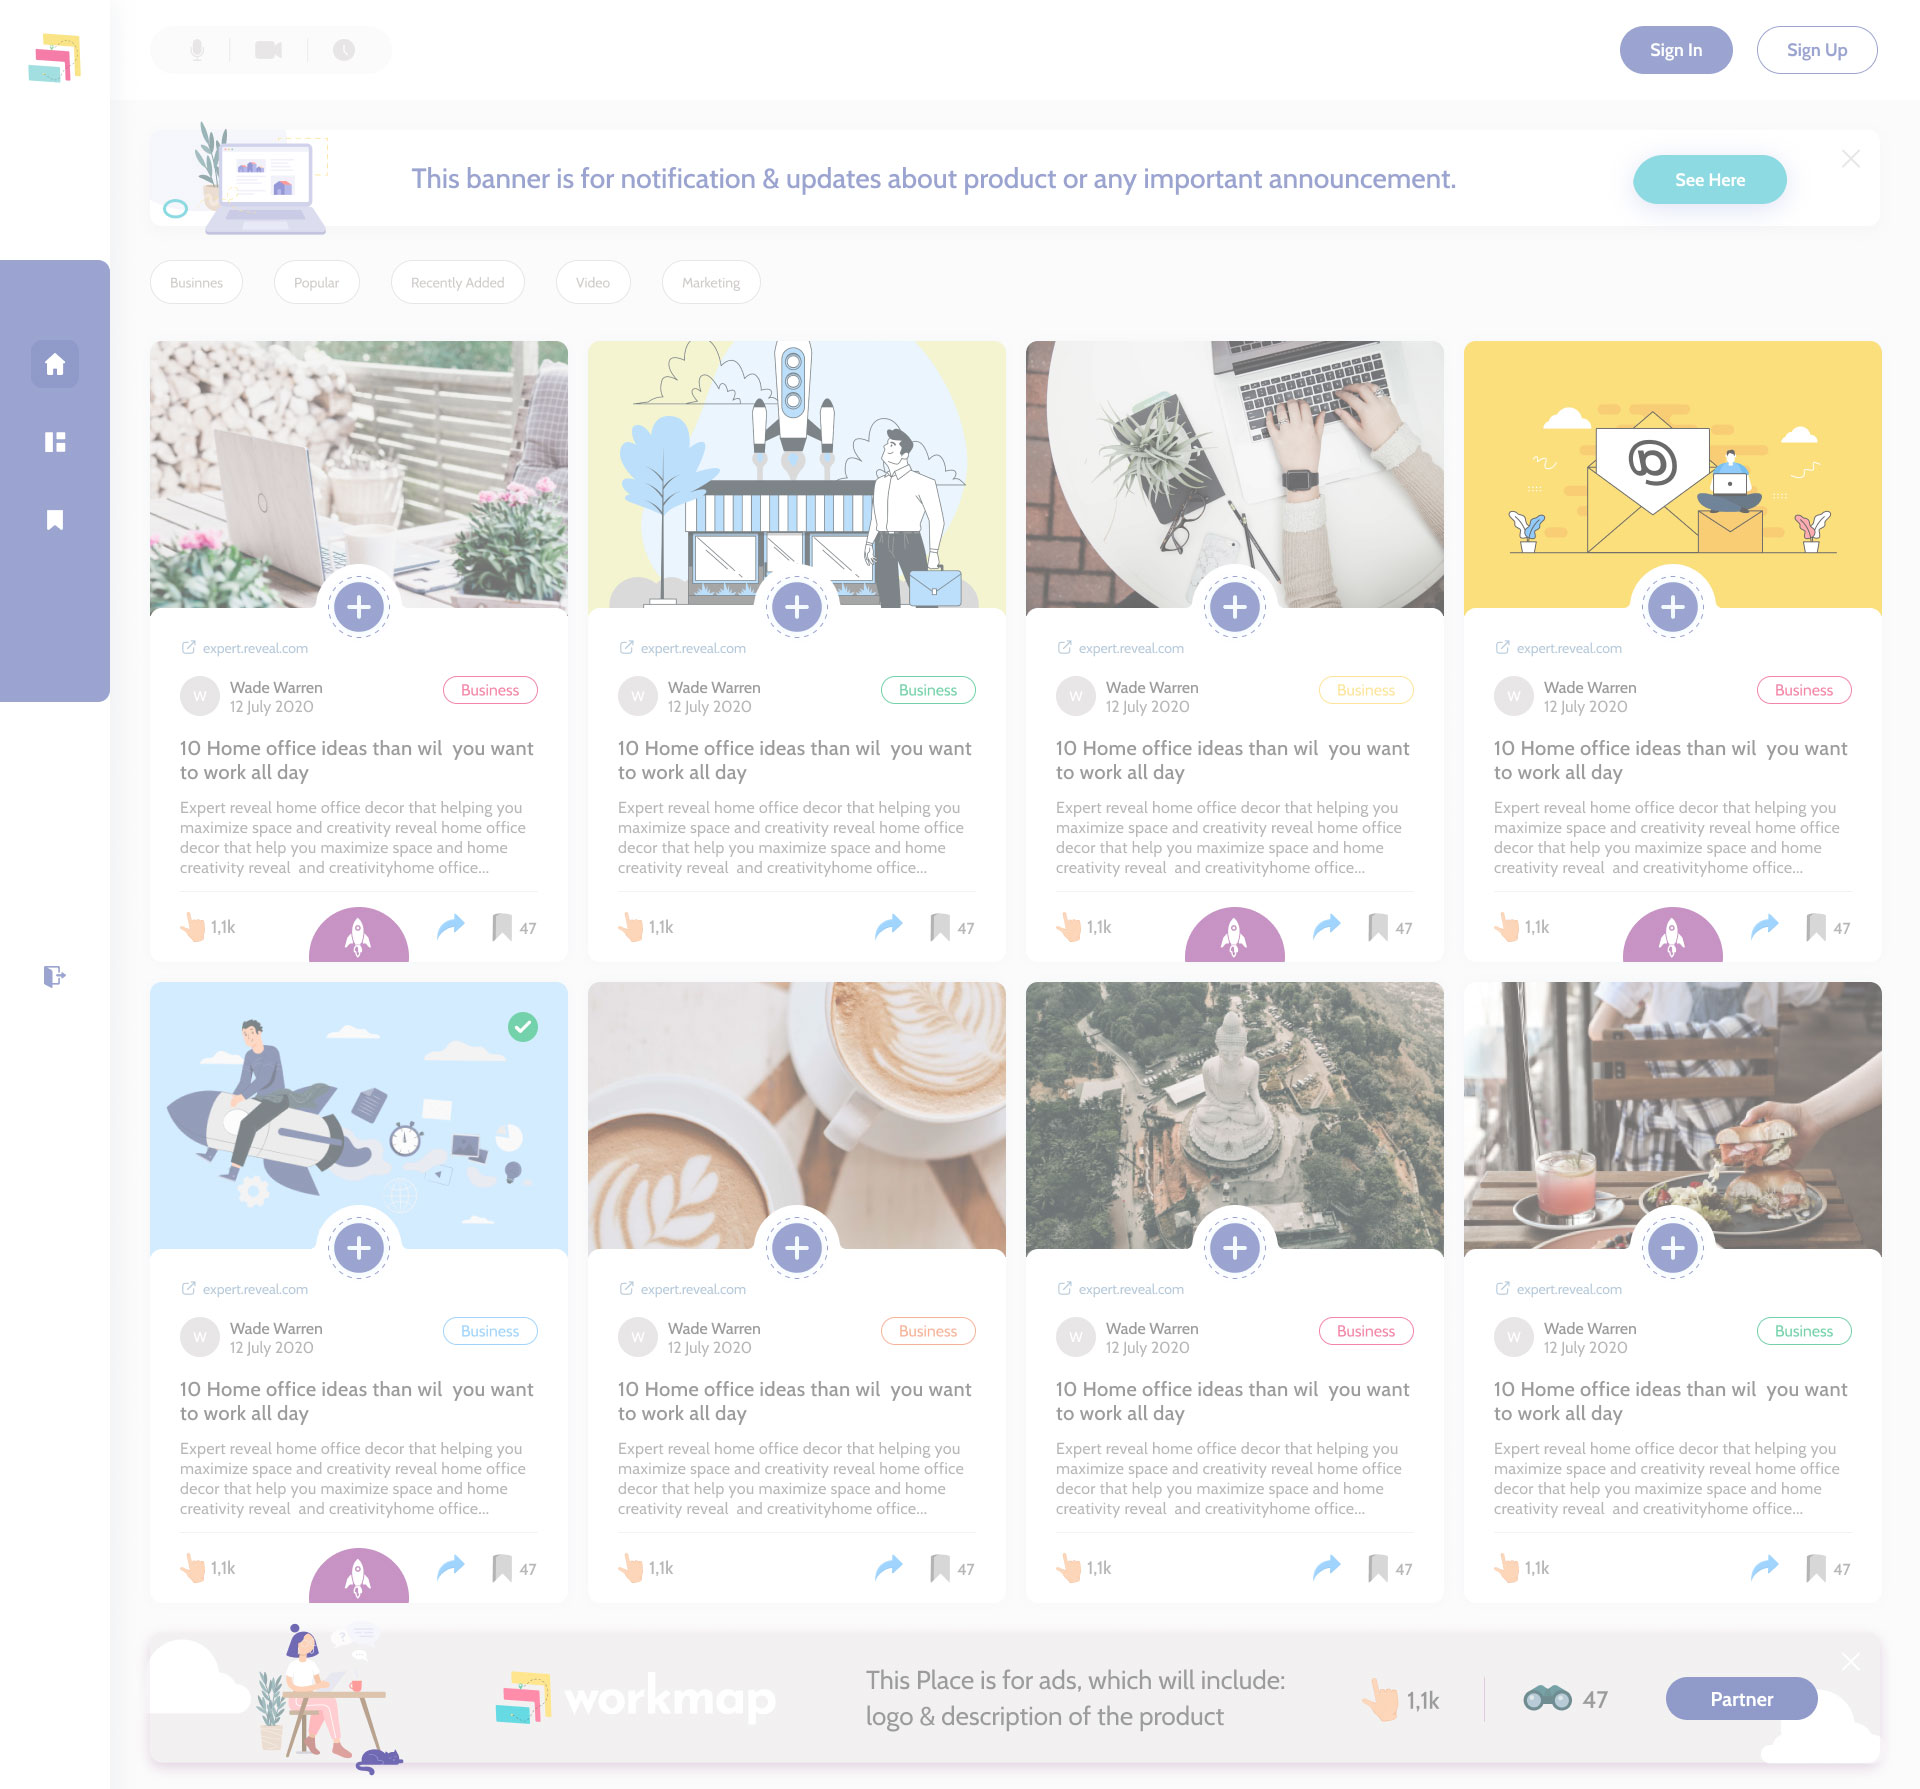 Sign In
Sign Up
This banner is for notification & updates about product or any important announcement.
See Here
Businnes
Popular
Recently Added
Video
Marketing
@
expert.reveal.com
W
Wade Warren
12 July 2020
Business
10 Home office ideas than wil you want
to work all day
Expert reveal home office decor that helping you
maximize space and creativity reveal home office
decor that help you maximize space and home
creativity reveal and creativityhome office...
1,1k
47
expert.reveal.com
W
Wade Warren
12 July 2020
Business
10 Home office ideas than wil you want
to work all day
Expert reveal home office decor that helping you
maximize space and creativity reveal home office
decor that help you maximize space and home
creativity reveal and creativityhome office...
1,1k
47
expert.reveal.com
W
Wade Warren
12 July 2020
Business
10 Home office ideas than wil you want
to work all day
Expert reveal home office decor that helping you
maximize space and creativity reveal home office
decor that help you maximize space and home
creativity reveal and creativityhome office...
1,1k
47
expert.reveal.com
W
Wade Warren
12 July 2020
Business
10 Home office ideas than wil you want
to work all day
Expert reveal home office decor that helping you
maximize space and creativity reveal home office
decor that help you maximize space and home
creativity reveal and creativityhome office...
1,1k
47
expert.reveal.com
W
Wade Warren
12 July 2020
Business
10 Home office ideas than wil you want
to work all day
Expert reveal home office decor that helping you
maximize space and creativity reveal home office
decor that help you maximize space and home
creativity reveal and creativityhome office...
1,1k
47
expert.reveal.com
W
Wade Warren
12 July 2020
Business
10 Home office ideas than wil you want
to work all day
Expert reveal home office decor that helping you
maximize space and creativity reveal home office
decor that help you maximize space and home
creativity reveal and creativityhome office...
1,1k
47
expert.reveal.com
W
Wade Warren
12 July 2020
Business
10 Home office ideas than wil you want
to work all day
Expert reveal home office decor that helping you
maximize space and creativity reveal home office
decor that help you maximize space and home
creativity reveal and creativityhome office...
1,1k
47
expert.reveal.com
W
Wade Warren
12 July 2020
Business
10 Home office ideas than wil you want
to work all day
Expert reveal home office decor that helping you
maximize space and creativity reveal home office
decor that help you maximize space and home
creativity reveal and creativityhome office...
1,1k
47
workmap
This Place is for ads, which will include:
logo & description of the product
1,1k
47
Partner